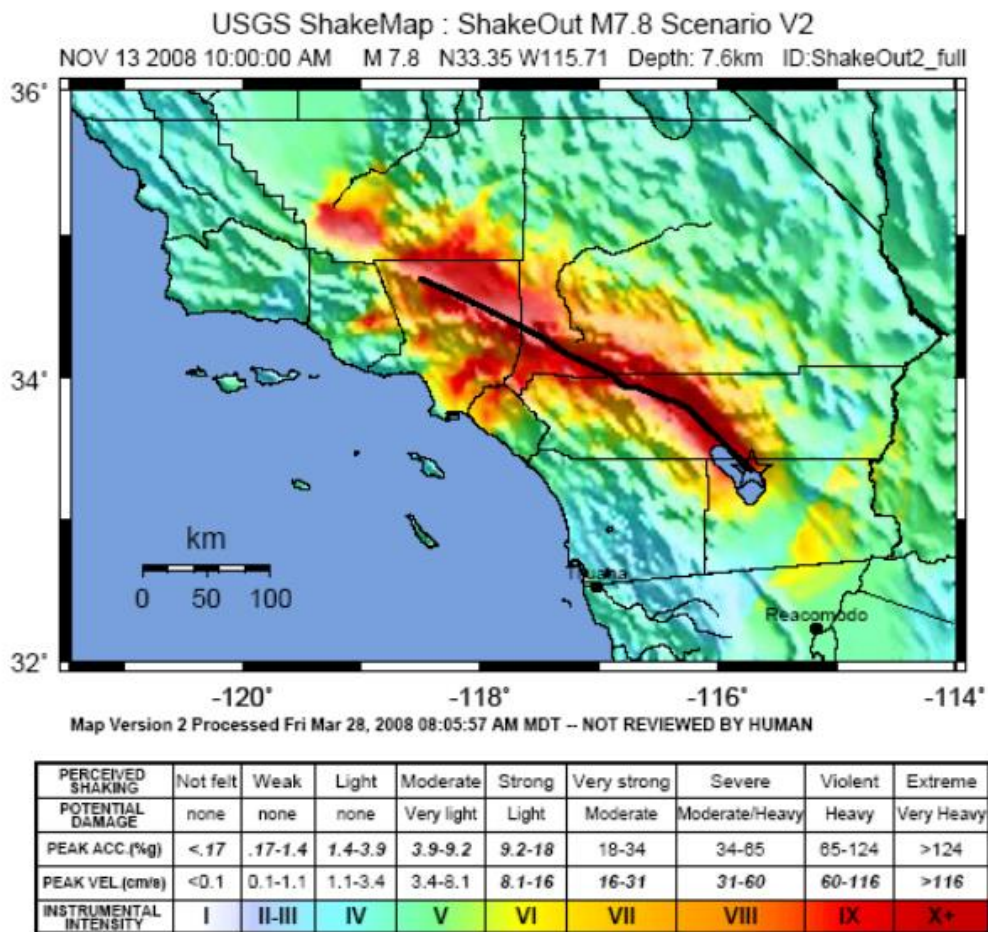 USGS ShakeMap : ShakeOut M7.8 Scenario V2
NOV 13 2008 10:00:00 AM M 7.8 N33.35 W115.71 Depth: 7.6km ID:ShakeOut2_full
36°
34°
km
0 50 100
Tijuana
Reacomodo
32°
-120° -118° -116° -114°
Map Version 2 Processed Fri Mar 28, 2008 08:05:57 AM MDT -- NOT REVIEWED BY HUMAN
PERCEIVED SHAKING Not felt Weak Light Moderate Strong Very strong Severe Violent Extreme
POTENTIAL DAMAGE none none none Very light Light Moderate Moderate/Heavy Heavy Very Heavy
PEAK ACC.(%g) <.17 .17-1.4 1.4-3.9 3.9-9.2 9.2-18 18-34 34-65 65-124 >124
PEAK VEL.(cm/s) <0.1 0.1-1.1 1.1-3.4 3.4-8.1 8.1-16 16-31 31-60 60-116 >116
INSTRUMENTAL INTENSITY I II-III IV V VI VII VIII IX X+